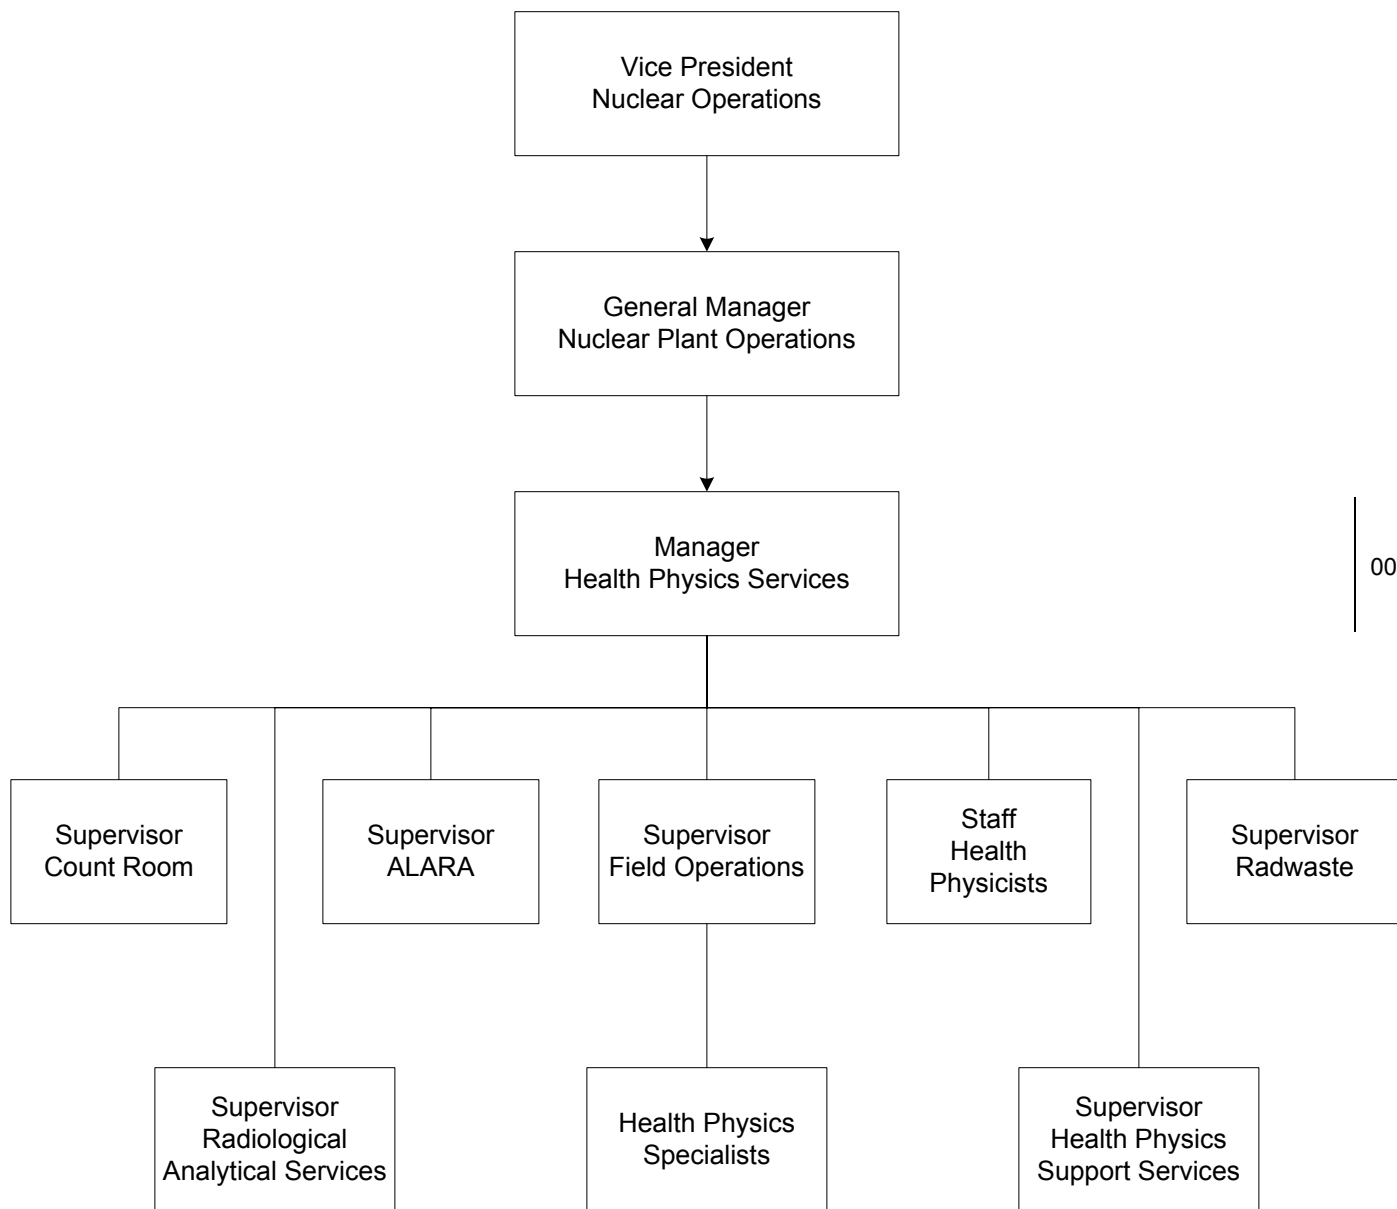 Vice President
Nuclear Operations
General Manager
Nuclear Plant Operations
Manager
Health Physics Services
00
Supervisor
Count Room
Supervisor
ALARA
Supervisor
Field Operations
Staff
Health
Physicists
Supervisor
Radwaste
Supervisor
Radiological
Analytical Services
Health Physics
Specialists
Supervisor
Health Physics
Support Services